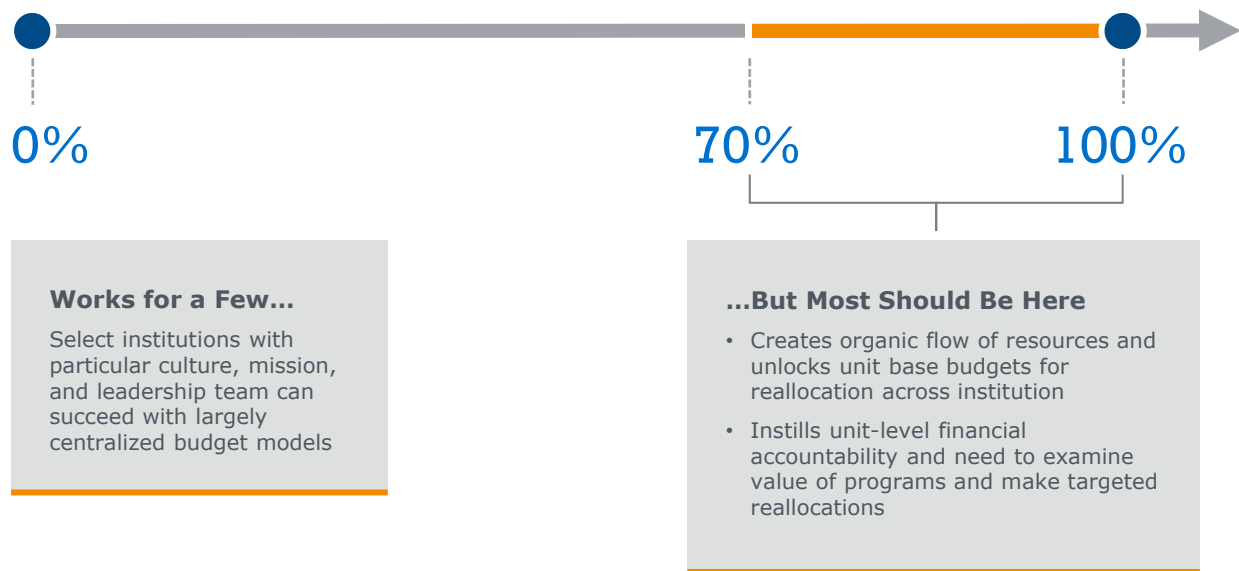 0%
70%
100%
Works for a Few...
Select institutions with
particular culture, mission,
and leadership team can
succeed with largely
centralized budget models
...But Most Should Be Here
• Creates organic flow of resources and
unlocks unit base budgets for
reallocation across institution
• Instills unit-level financial
accountability and need to examine
value of programs and make targeted
reallocations